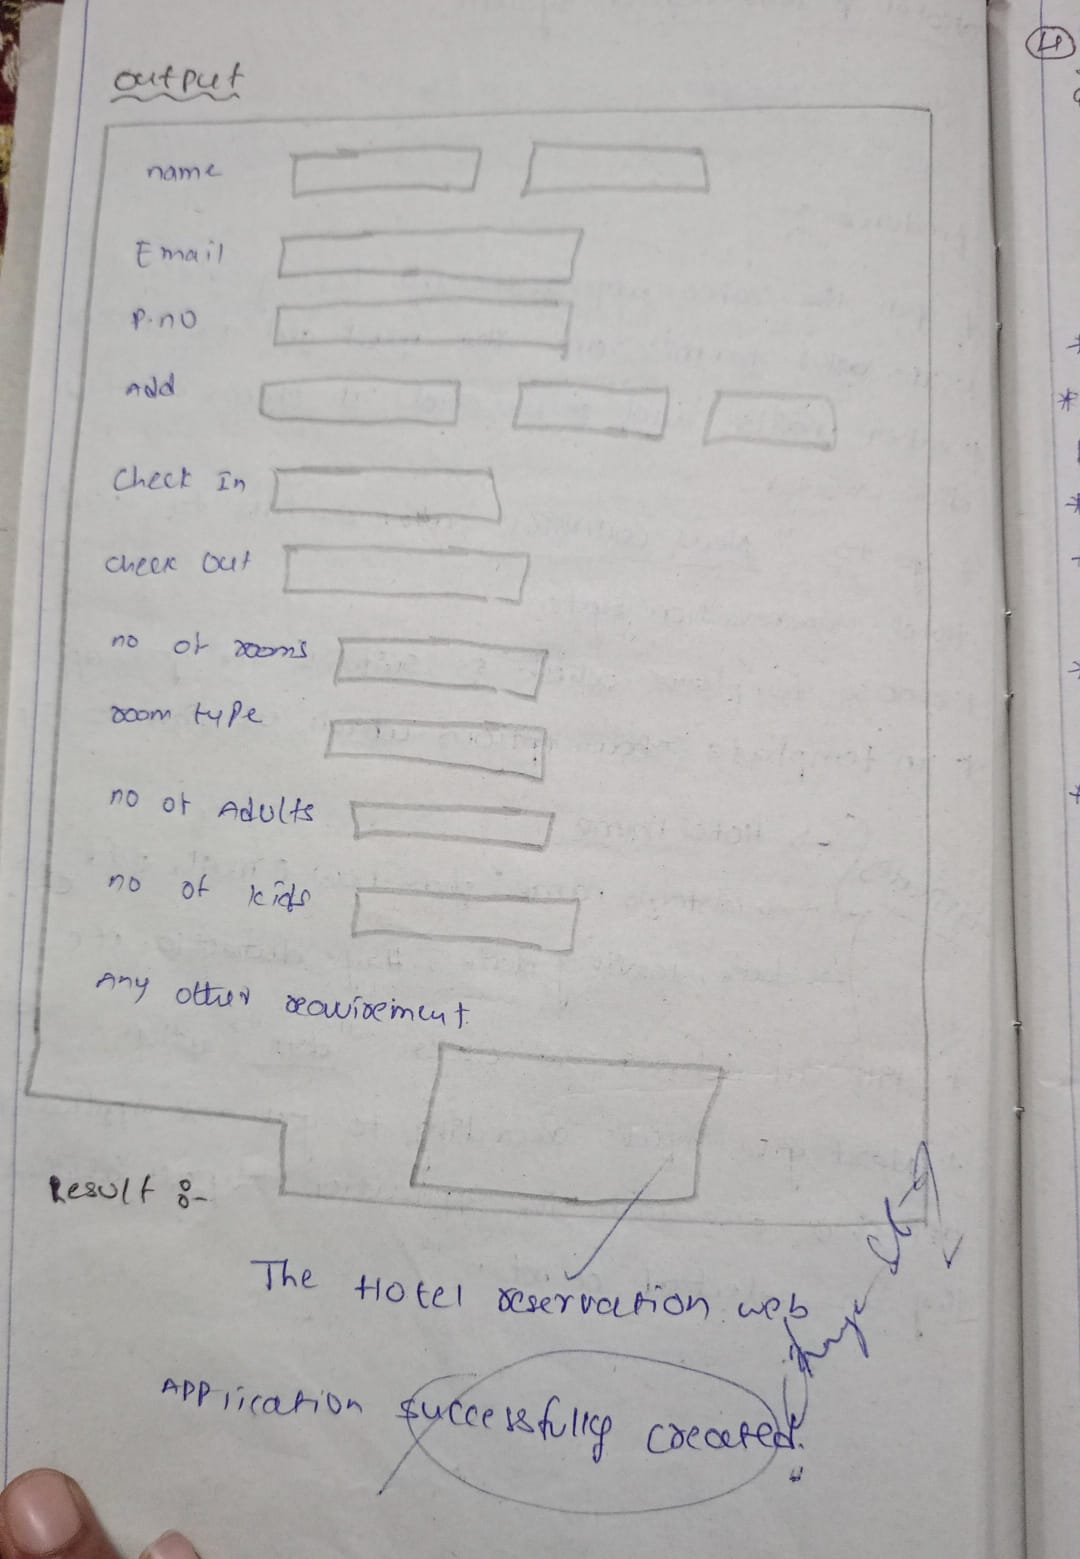 output
name
Email
P.no
Add
Check In
check out
no of rooms
room type
no of Adults
no of kids
Any other requirement.
Result :-
The Hotel reservation web
Application successfully created.